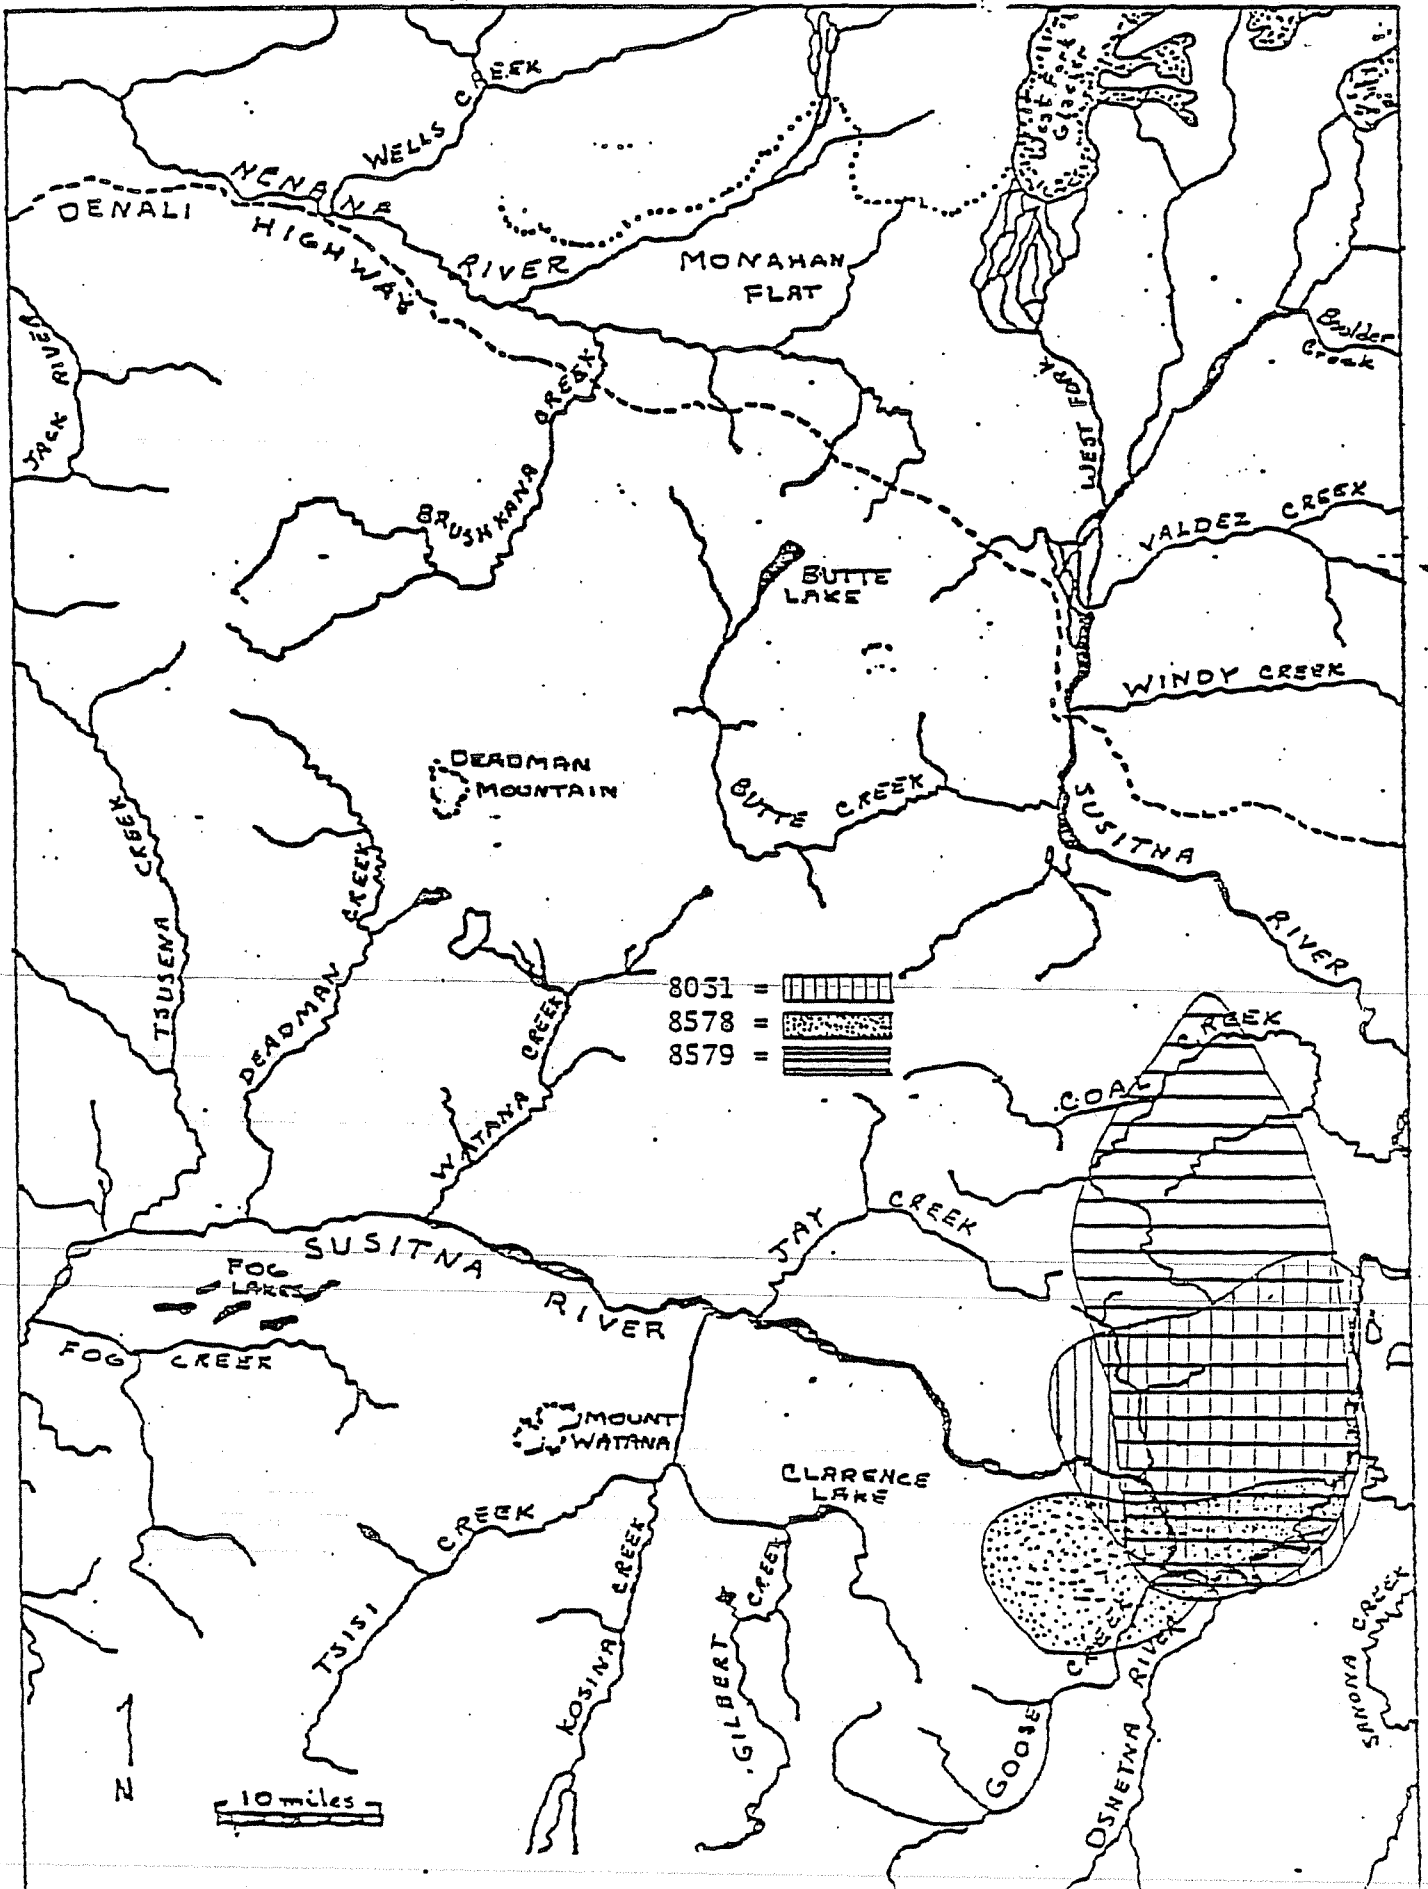 West Fork
Glacier
CREEK
WELLS
NENANA
DENALI
HIGHWAY
RIVER
MONAHAN
FLAT
JACK RIVER
Boulder
Creek
WEST FORK
CREEK
BRUSHKANA
VALDEZ CREEK
BUTTE
LAKE
WINDY CREEK
DEADMAN
MOUNTAIN
BUTTE CREEK
SUSITNA
RIVER
TSUSENA CREEK
DEADMAN CREEK
WATANA CREEK
8031 =
8578 =
8579 =
COAL CREEK
JAY CREEK
SUSITNA
RIVER
FOG
LAKES
FOG CREEK
MOUNT
WATANA
CLARENCE
LAKE
TSISI CREEK
KOSINA CREEK
GILBERT CREEK
GOOSE CREEK
OSHETNA RIVER
SANONA CREEK
N
10 miles